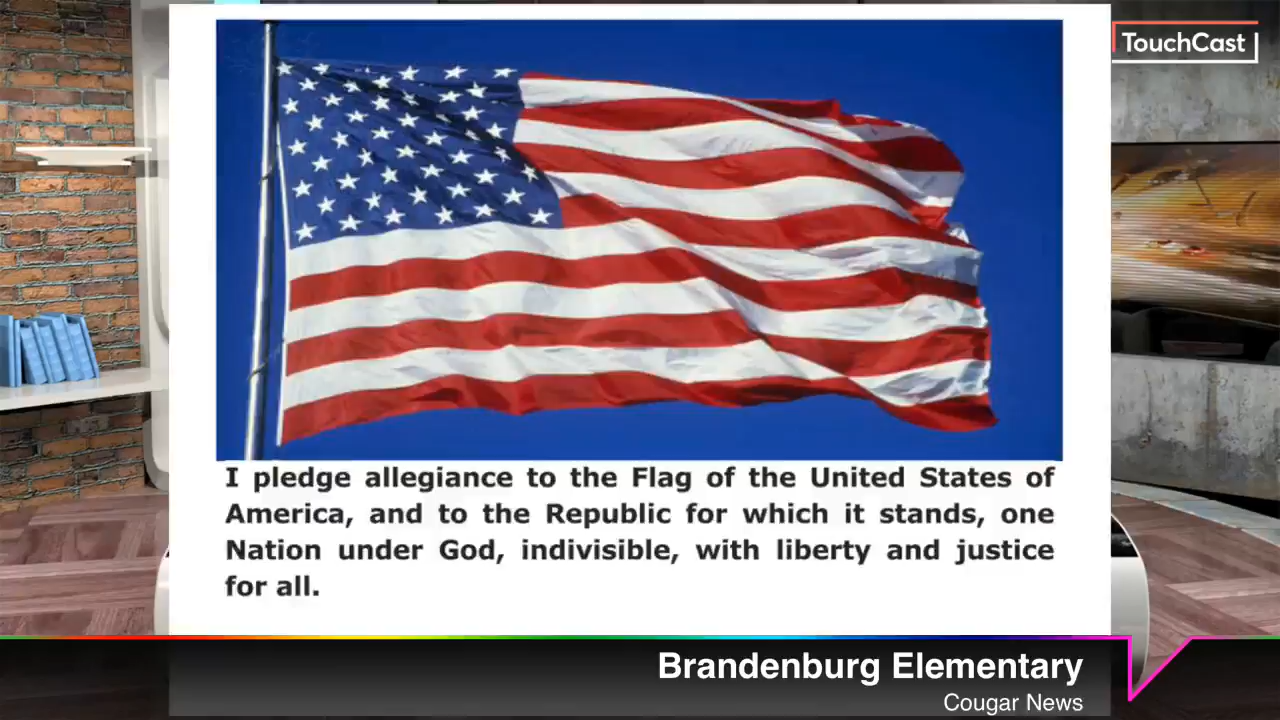 TouchCast
I pledge allegiance to the Flag of the United States of
America, and to the Republic for which it stands, one
Nation under God, indivisible, with liberty and justice
for all.
Brandenburg Elementary
Cougar News